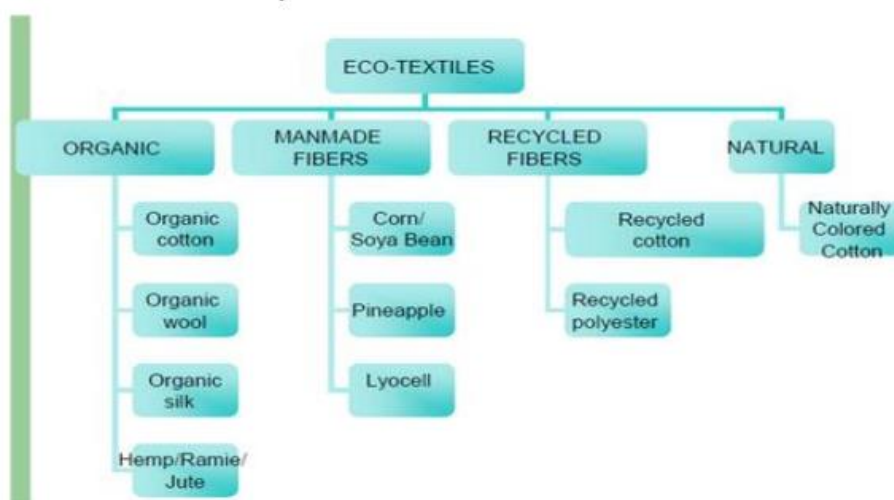 ECO-TEXTILES
ORGANIC
MANMADE
FIBERS
RECYCLED
FIBERS
NATURAL
Organic
cotton
Organic
wool
Organic
silk
Hemp/Ramie/
Jute
Corn/
Soya Bean
Pineapple
Lyocell
Recycled
cotton
Recycled
polyester
Naturally
Colored
Cotton